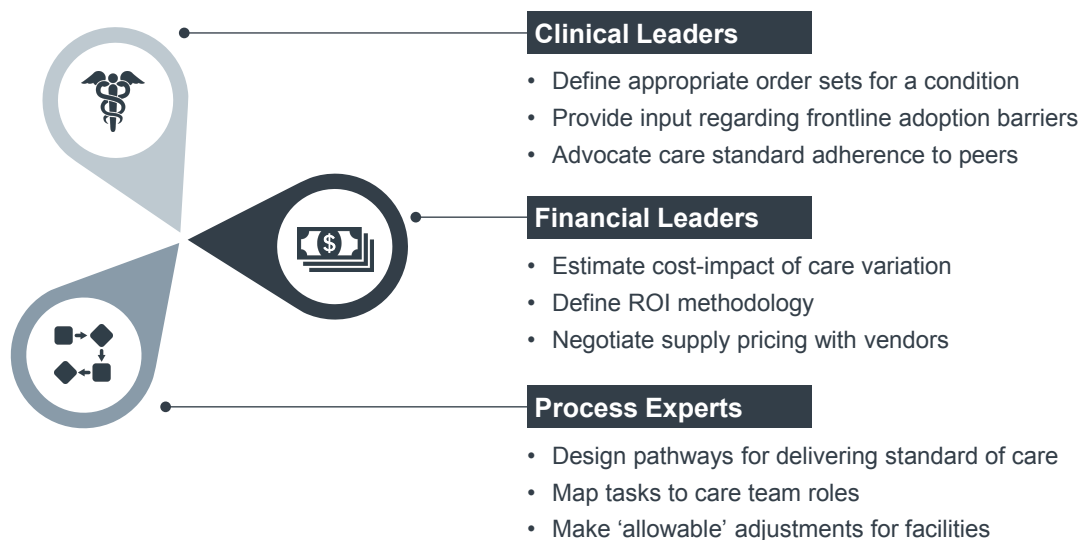 Clinical Leaders
• Define appropriate order sets for a condition
• Provide input regarding frontline adoption barriers
• Advocate care standard adherence to peers
$
Financial Leaders
• Estimate cost-impact of care variation
• Define ROI methodology
• Negotiate supply pricing with vendors
Process Experts
• Design pathways for delivering standard of care
• Map tasks to care team roles
• Make ‘allowable’ adjustments for facilities